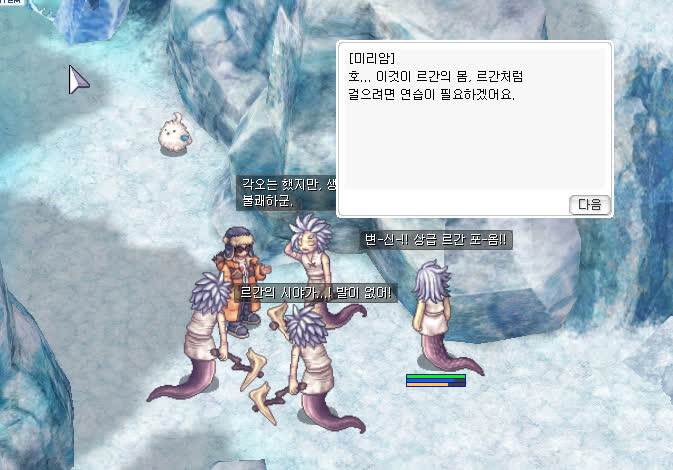 [미리암]
호... 이것이 르간의 몸. 르간처럼
걸으려면 연습이 필요하겠어요.
다음
각오는 했지만, 생
불쾌하군.
변-신-!! 상급 르간 포-옴!!
르간의 시야가...! 발이 없어!